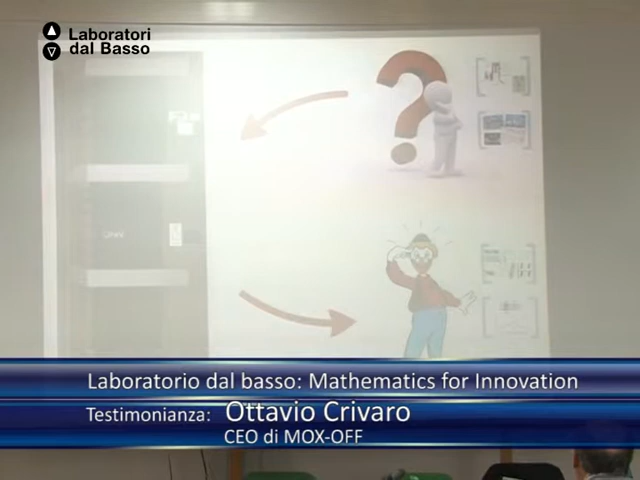 Laboratori
dal Basso
Laboratorio dal basso: Mathematics for Innovation
Testimonianza: Ottavio Crivaro
CEO di MOX-OFF